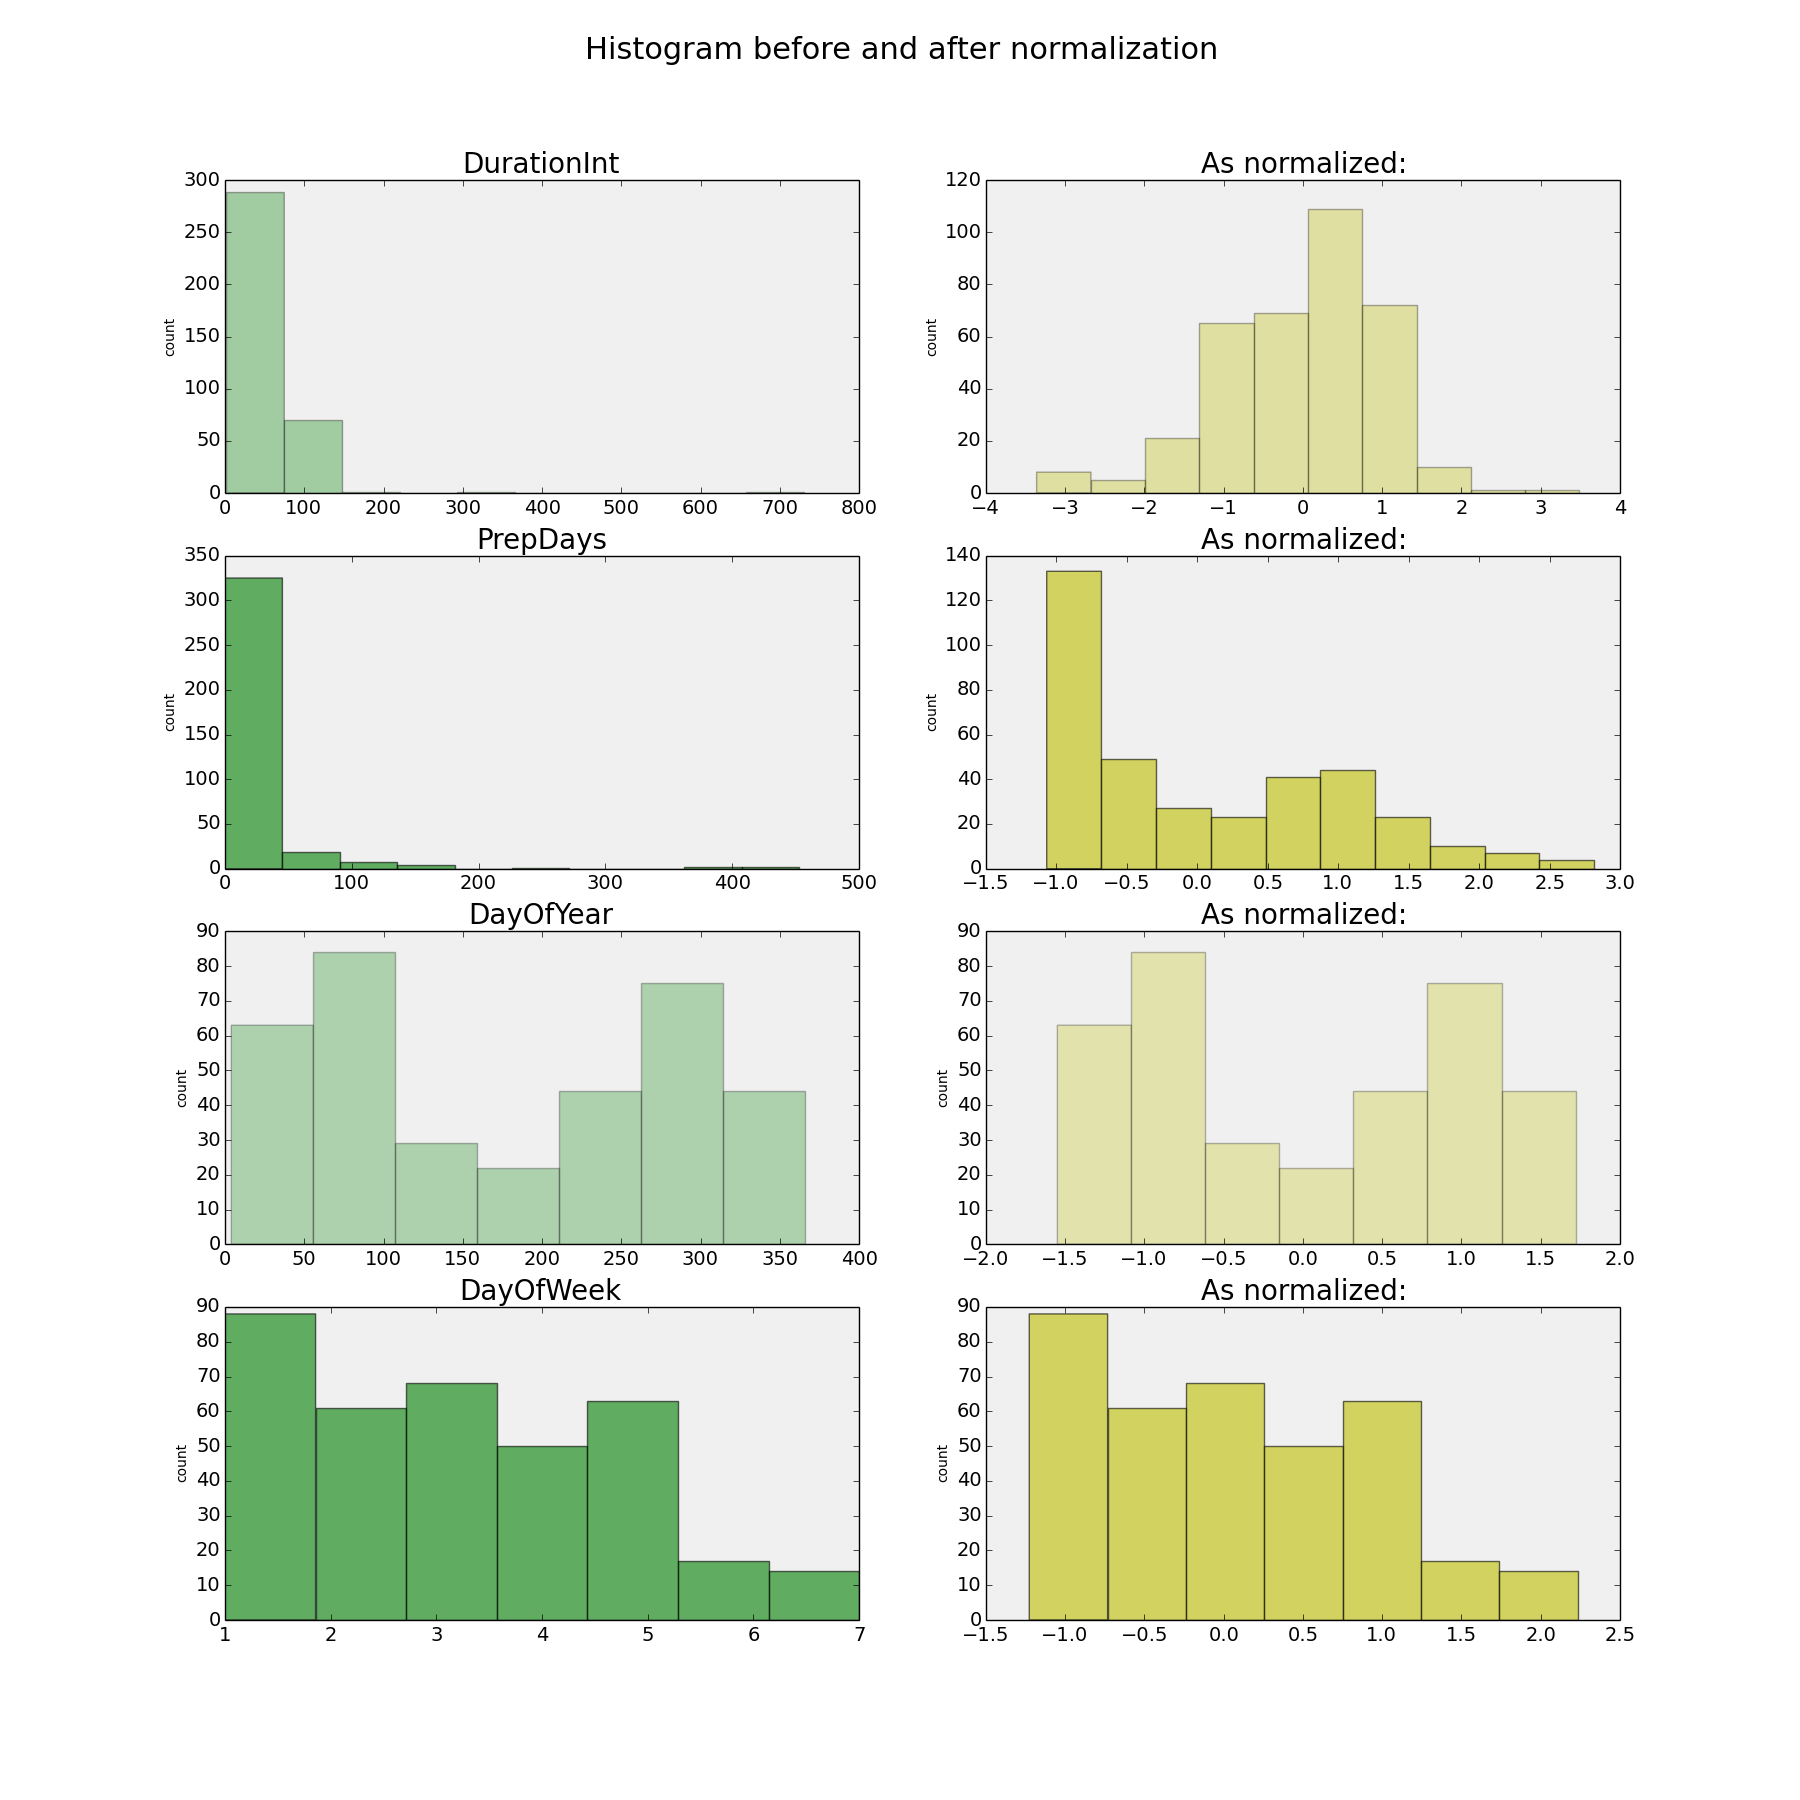 Histogram before and after normalization
DurationInt
300
250
200
150
100
50
0
count
0 100 200 300 400 500 600 700 800
As normalized:
120
100
80
60
40
20
0
count
−4 −3 −2 −1 0 1 2 3 4
PrepDays
350
300
250
200
150
100
50
0
count
0 100 200 300 400 500
As normalized:
140
120
100
80
60
40
20
0
count
−1.5 −1.0 −0.5 0.0 0.5 1.0 1.5 2.0 2.5 3.0
DayOfYear
90
80
70
60
50
40
30
20
10
0
count
0 50 100 150 200 250 300 350 400
As normalized:
90
80
70
60
50
40
30
20
10
0
count
−2.0 −1.5 −1.0 −0.5 0.0 0.5 1.0 1.5 2.0
DayOfWeek
90
80
70
60
50
40
30
20
10
0
count
1 2 3 4 5 6 7
As normalized:
90
80
70
60
50
40
30
20
10
0
count
−1.5 −1.0 −0.5 0.0 0.5 1.0 1.5 2.0 2.5